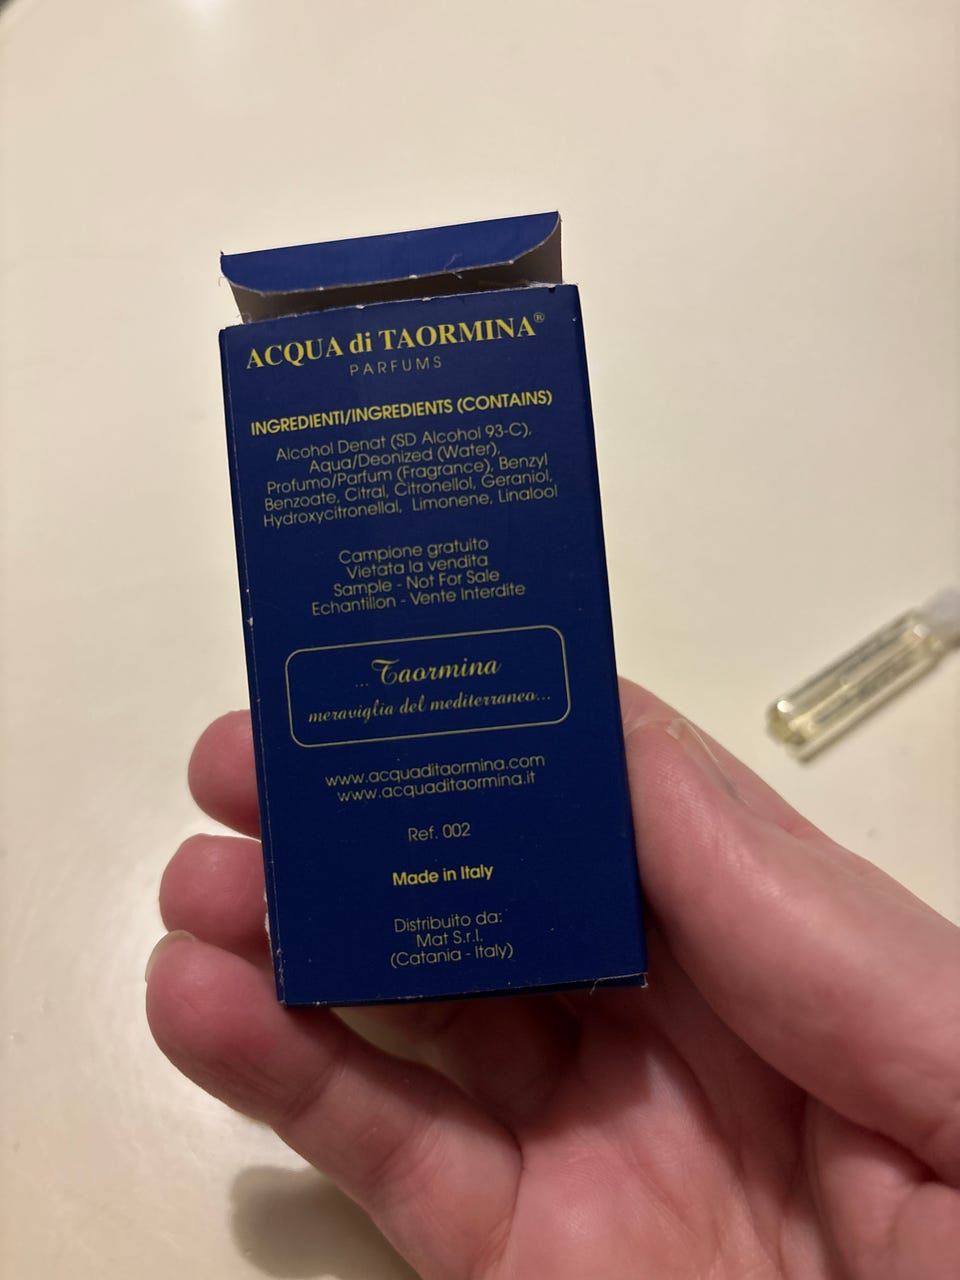 ACQUA di TAORMINA®
PARFUMS
INGREDIENTI/INGREDIENTS (CONTAINS)
Alcohol Denat (SD Alcohol 93-C),
Aqua/Deonized (Water),
Profumo/Parfum (Fragrance), Benzyl
Benzoate, Citral, Citronellol, Geraniol,
Hydroxycitronellal, Limonene, Linalool
Campione gratuito
Vietata la vendita
Sample - Not For Sale
Echantillon - Vente Interdite
... Taormina
meraviglia del mediterraneo...
www.acquaditaormina.com
www.acquaditaormina.it
Ref. 002
Made in Italy
Distribuito da:
Mat S.r.l.
(Catania - Italy)